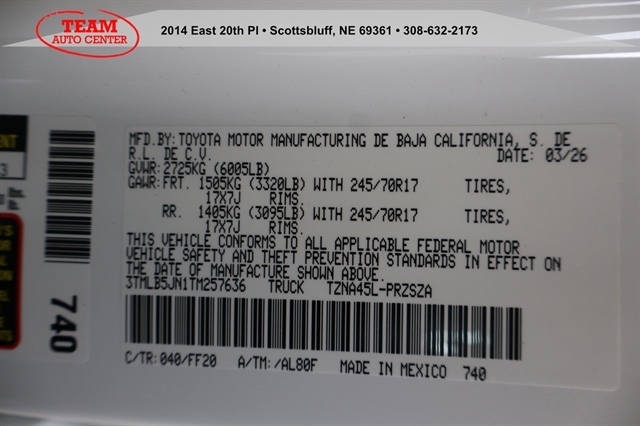 TEAM
AUTO CENTER
2014 East 20th Pl • Scottsbluff, NE 69361 • 308-632-2173
MFD.BY: TOYOTA MOTOR MANUFACTURING DE BAJA CALIFORNIA, S. DE
R.L. DE C.V. DATE: 03/26
GVWR: 2725KG (6005LB)
GAWR: FRT. 1505KG (3320LB) WITH 245/70R17 TIRES,
17X7J RIMS.
RR. 1405KG (3095LB) WITH 245/70R17 TIRES,
17X7J RIMS.
THIS VEHICLE CONFORMS TO ALL APPLICABLE FEDERAL MOTOR
VEHICLE SAFETY AND THEFT PREVENTION STANDARDS IN EFFECT ON
THE DATE OF MANUFACTURE SHOWN ABOVE.
3TMLB5JN1TM257636 TRUCK TZNA45L-PRZSZA
C/TR: 040/FF20 A/TM: /AL80F MADE IN MEXICO 740
740
3